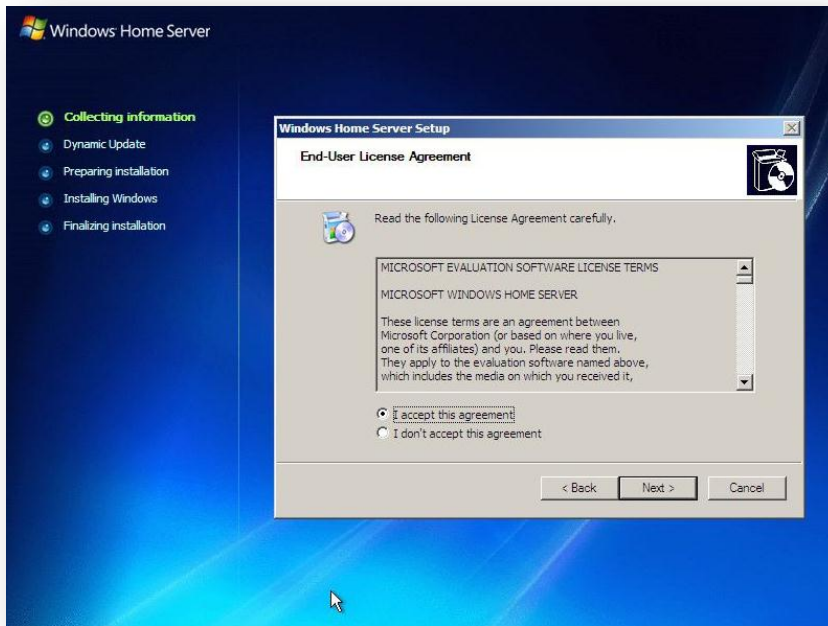 Windows Home Server
Collecting information
Dynamic Update
Preparing installation
Installing Windows
Finalizing installation
Windows Home Server Setup
End-User License Agreement
Read the following License Agreement carefully.
MICROSOFT EVALUATION SOFTWARE LICENSE TERMS
MICROSOFT WINDOWS HOME SERVER
These license terms are an agreement between
Microsoft Corporation (or based on where you live,
one of its affiliates) and you. Please read them.
They apply to the evaluation software named above,
which includes the media on which you received it,
I accept this agreement
I don't accept this agreement
< Back Next > Cancel